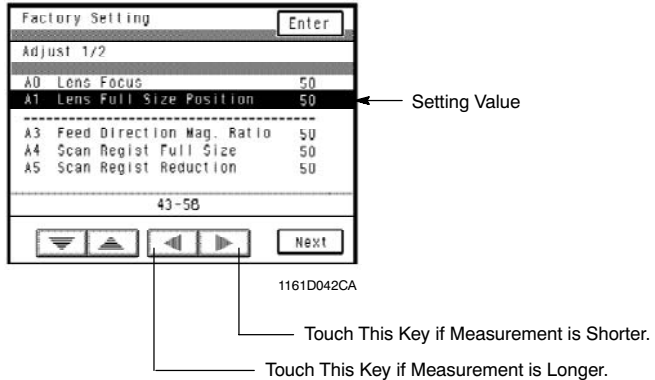 Factory Setting
Enter
Adjust 1/2
A0 Lens Focus 50
A1 Lens Full Size Position 50
Setting Value
A3 Feed Direction Mag. Ratio 50
A4 Scan Regist Full Size 50
A5 Scan Regist Reduction 50
43-58
Next
1161D042CA
Touch This Key if Measurement is Shorter.
Touch This Key if Measurement is Longer.